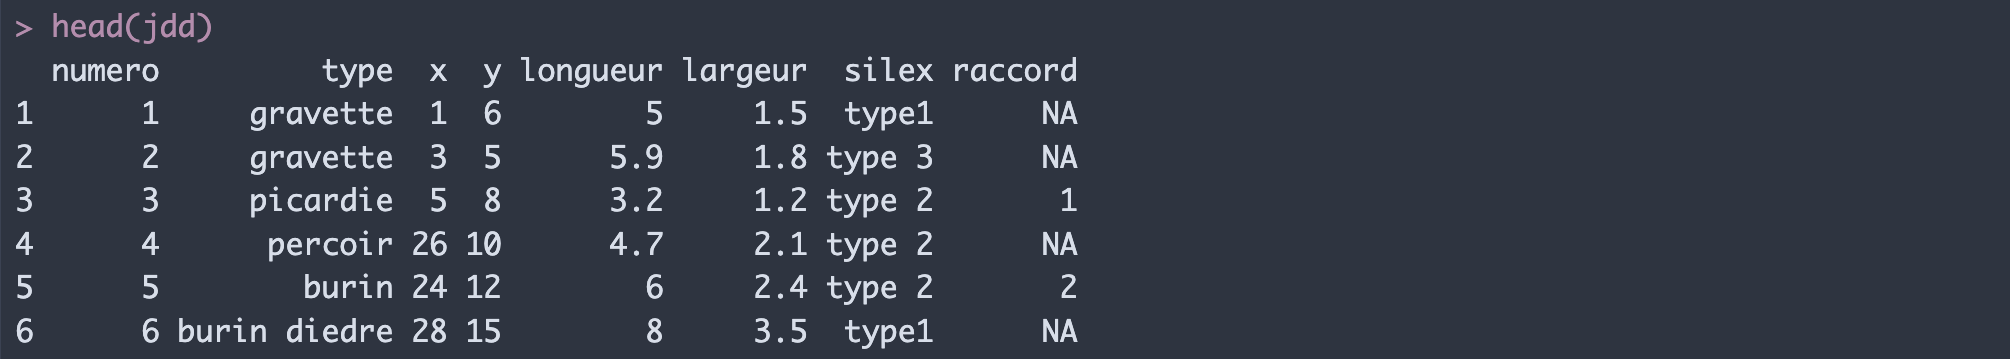 > head(jdd)
  numero         type  x  y longueur largeur  silex raccord
1      1    gravette  1  6        5     1.5  type1      NA
2      2    gravette  3  5      5.9     1.8 type 3      NA
3      3    picardie  5  8      3.2     1.2 type 2       1
4      4     percoir 26 10      4.7     2.1 type 2      NA
5      5       burin 24 12        6     2.4 type 2       2
6      6 burin diedre 28 15        8     3.5  type1      NA